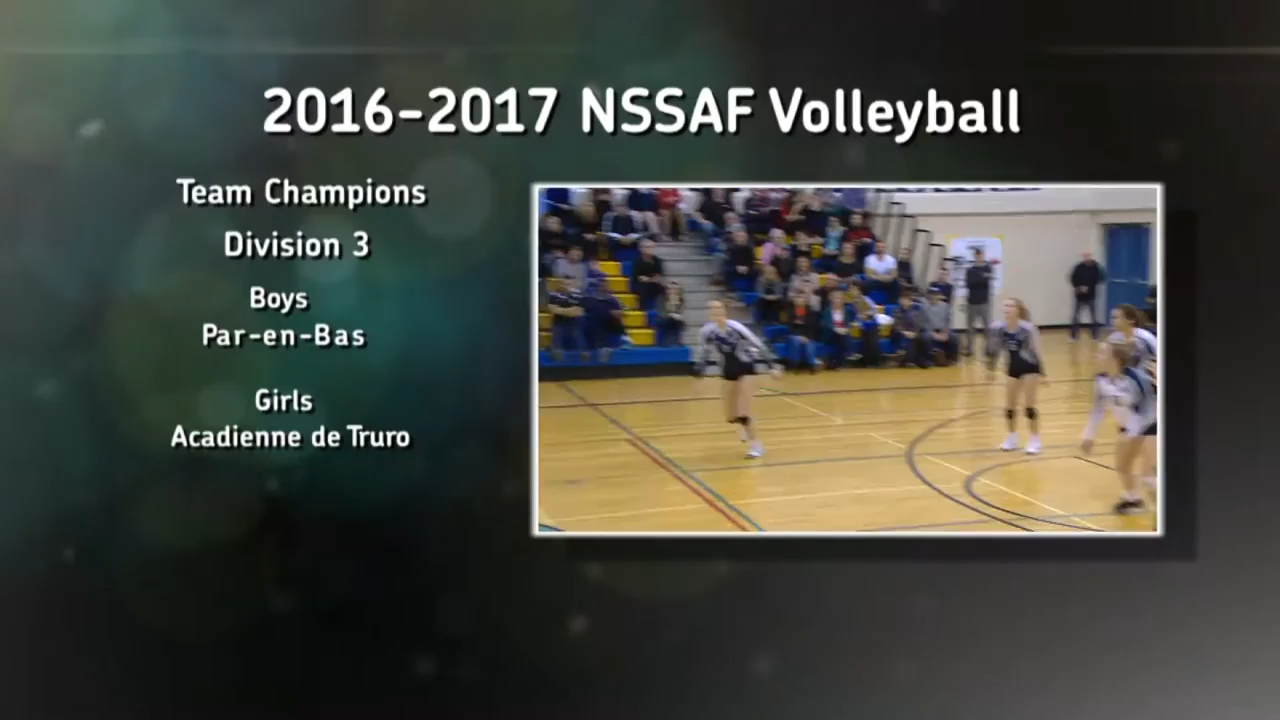 2016-2017 NSSAF Volleyball
Team Champions
Division 3
Boys
Par-en-Bas
Girls
Acadienne de Truro